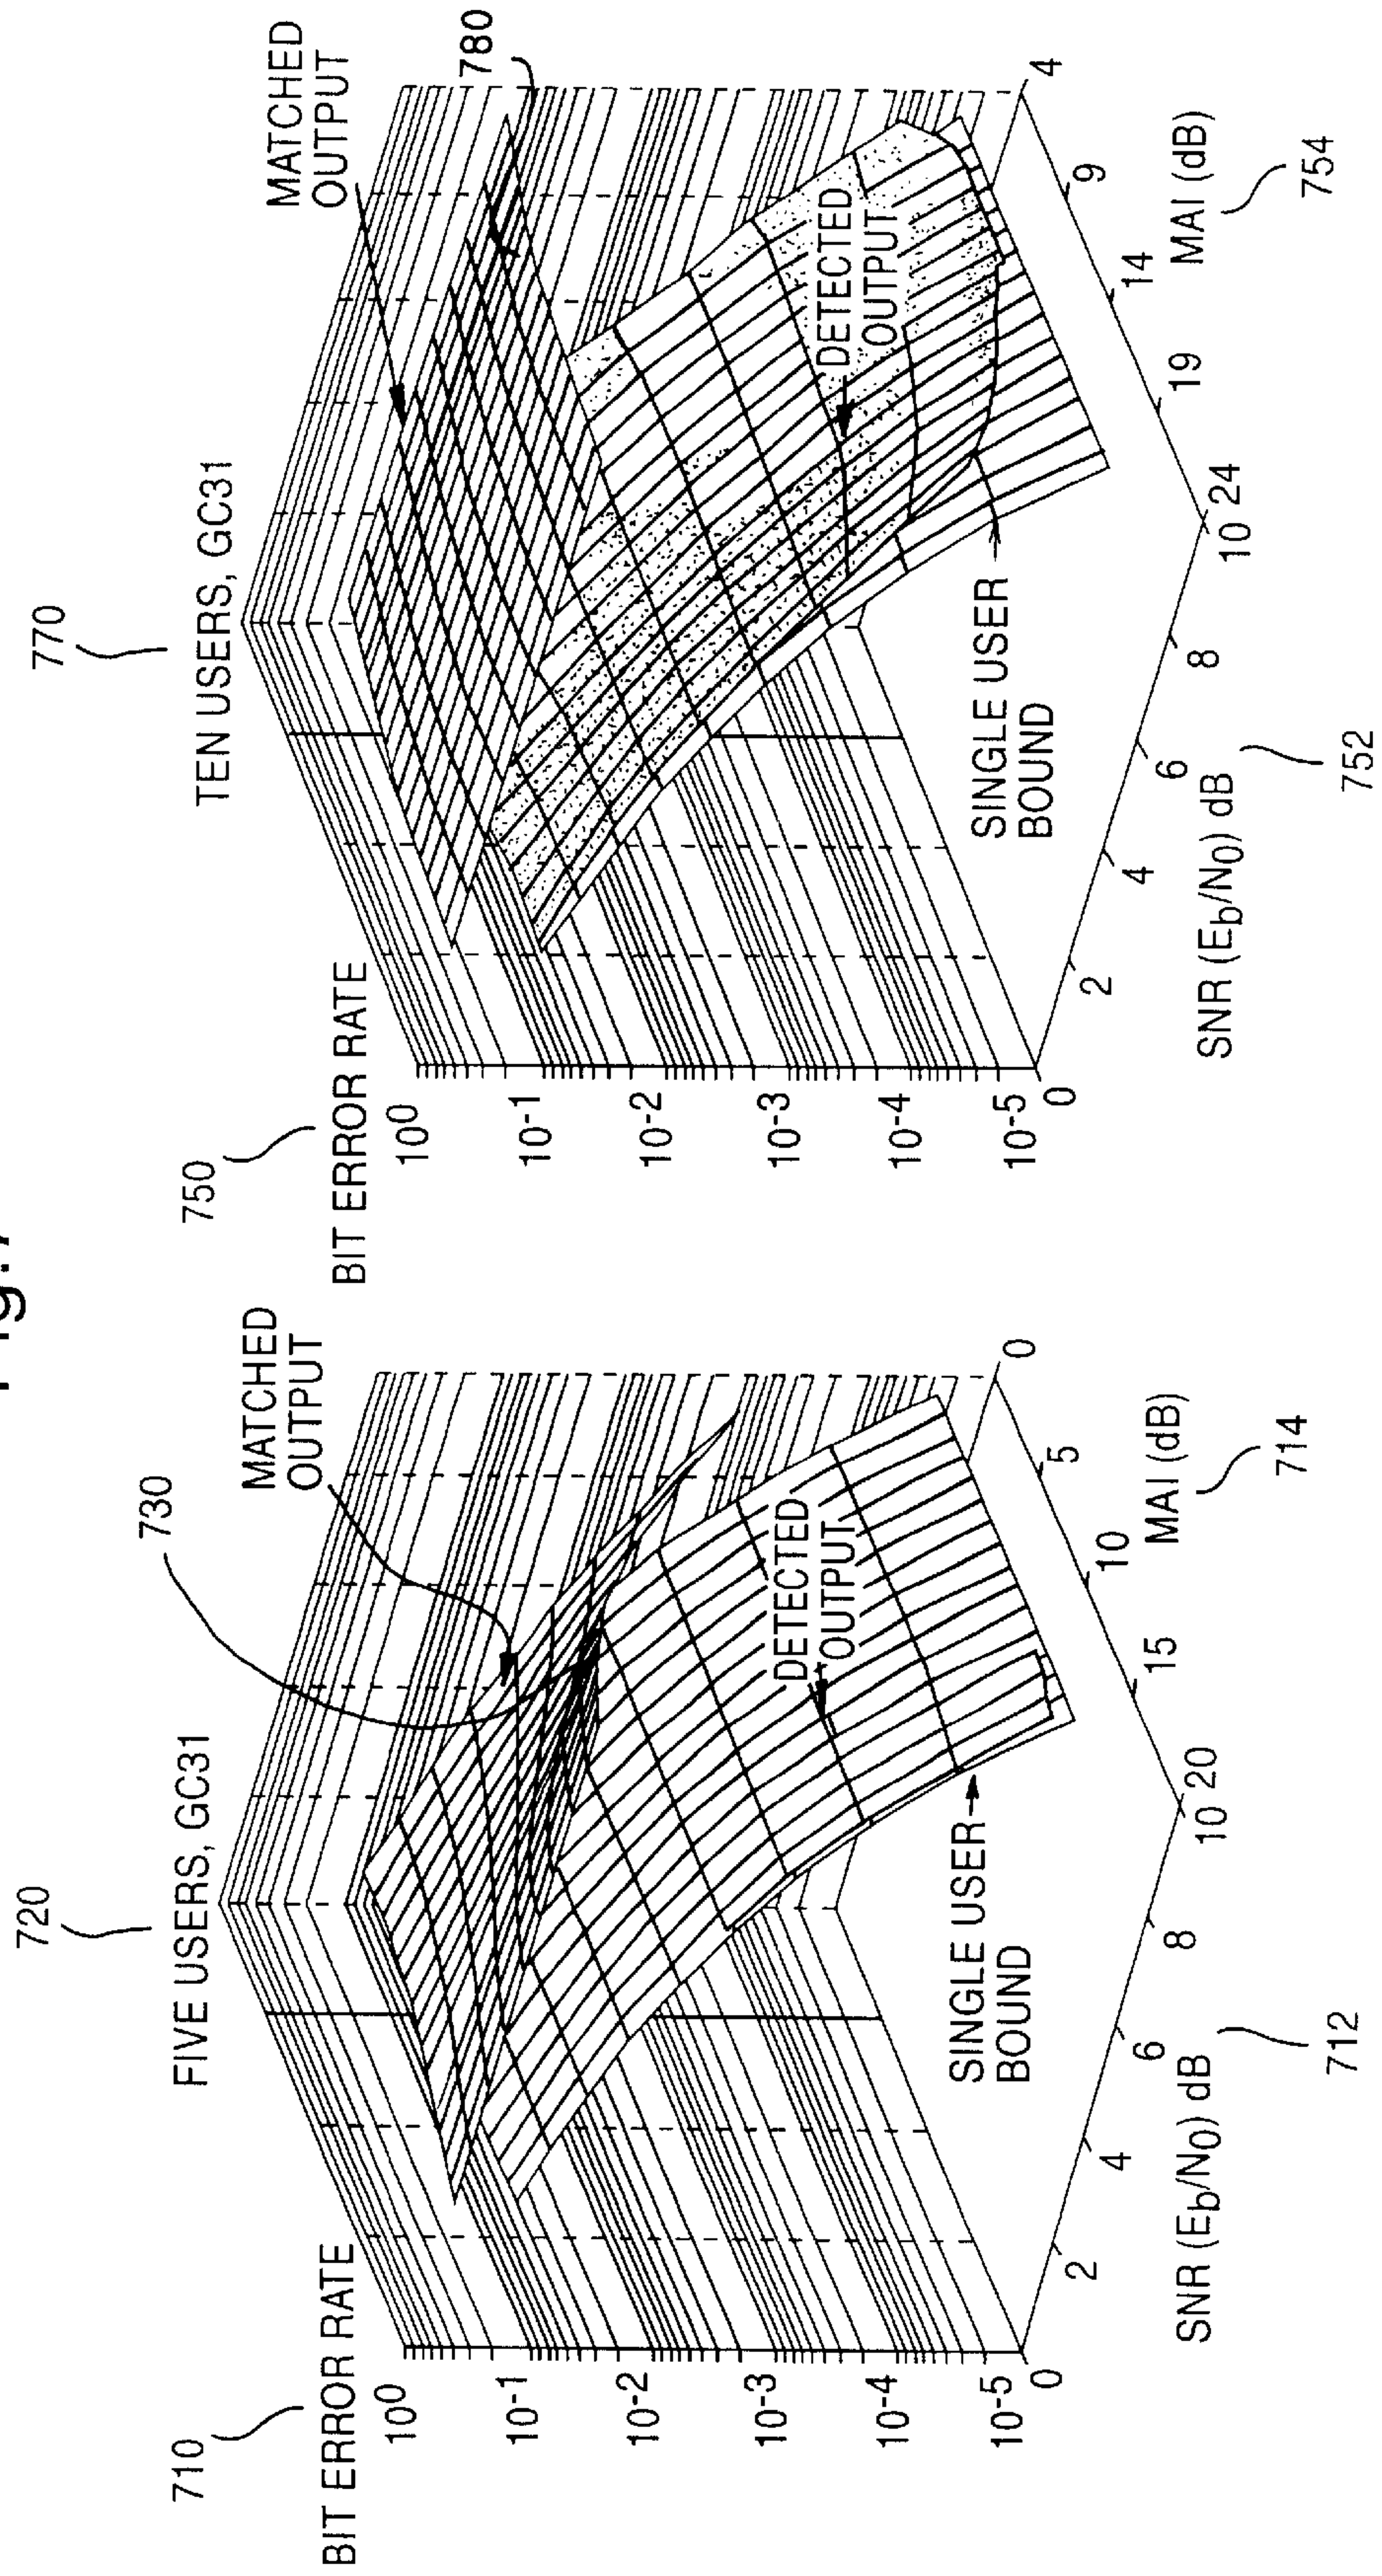 Fig.7
720
FIVE USERS, GC31
730
MATCHED
OUTPUT
710
BIT ERROR RATE
10^0
10^-1
10^-2
10^-3
10^-4
10^-5
0
2
4
6
8
10
SNR (E_b/N_0) dB
712
20
15
10
5
0
MAI (dB)
714
DETECTED
OUTPUT
SINGLE USER
BOUND
770
TEN USERS, GC31
MATCHED
OUTPUT
780
750
BIT ERROR RATE
10^0
10^-1
10^-2
10^-3
10^-4
10^-5
0
2
4
6
8
10
SNR (E_b/N_0) dB
752
24
19
14
9
4
MAI (dB)
754
DETECTED
OUTPUT
SINGLE USER
BOUND